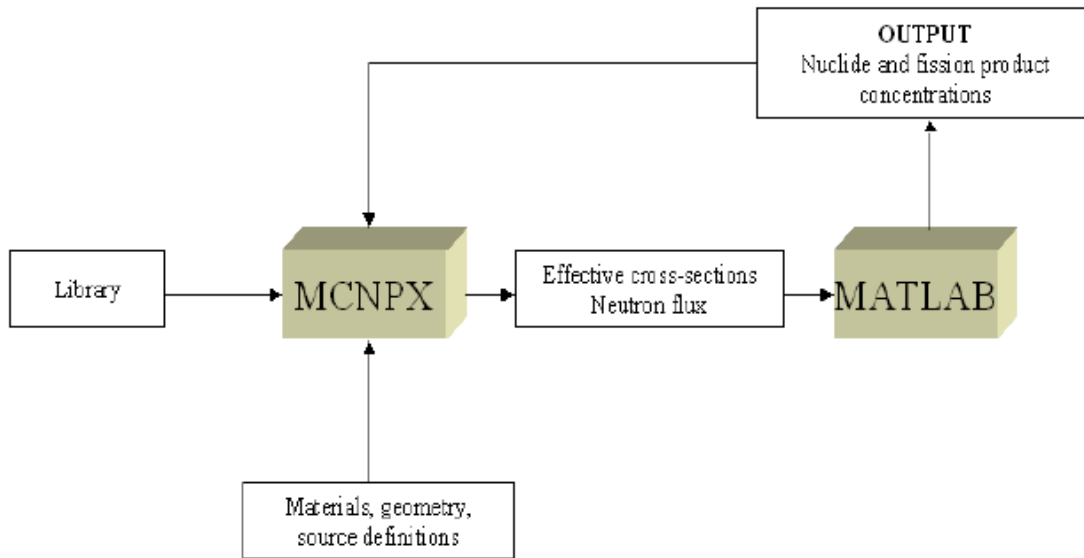 OUTPUT
Nuclide and fission product
concentrations
Library
MCNPX
Effective cross-sections
Neutron flux
MATLAB
Materials, geometry,
source definitions